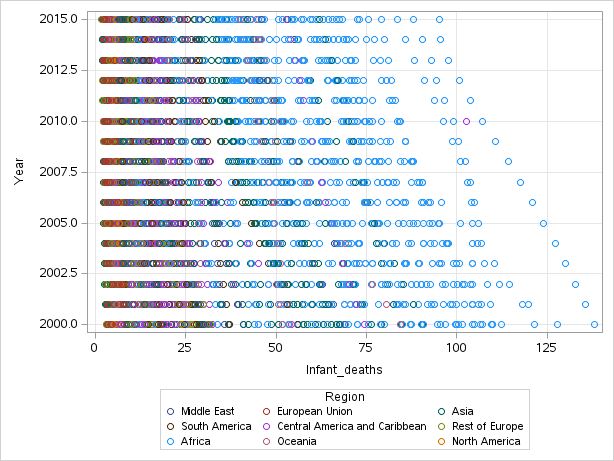 2015.0
2012.5
2010.0
2007.5
2005.0
2002.5
2000.0
Year
0 25 50 75 100 125
Infant_deaths
Region
Middle East European Union Asia
South America Central America and Caribbean Rest of Europe
Africa Oceania North America